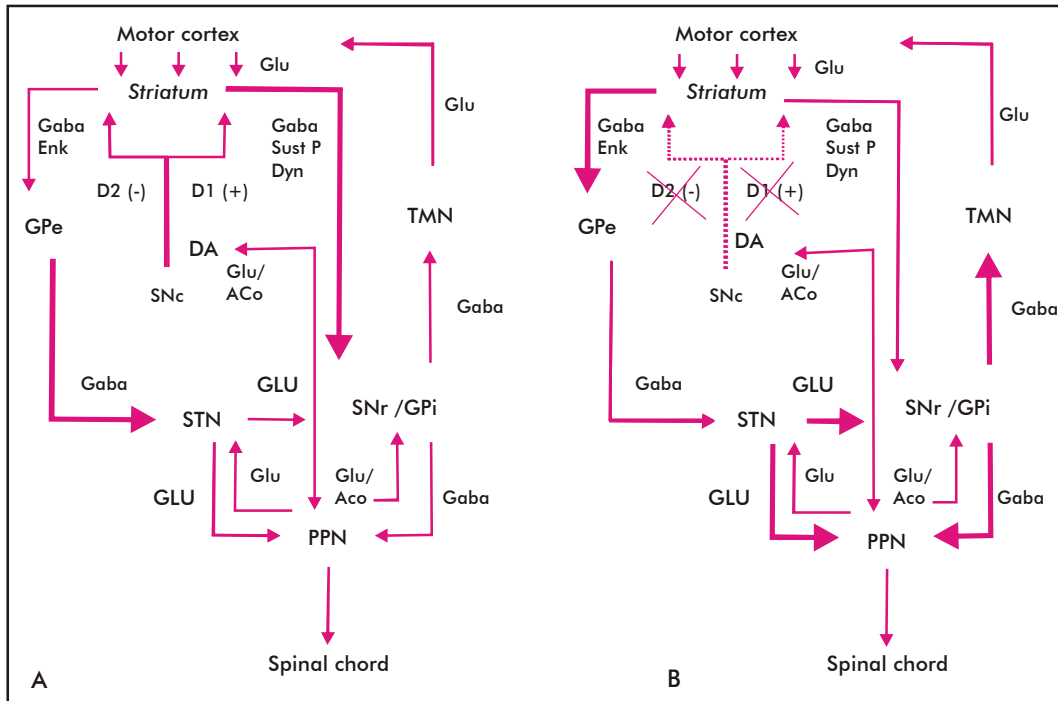 Motor cortex
Glu
Striatum
Glu
Gaba
Enk
Gaba
Sust P
Dyn
D2 (-)
D1 (+)
TMN
GPe
DA
Glu/
ACo
SNc
Gaba
Gaba
GLU
STN
SNr /GPi
Glu
Glu/
Aco
GLU
Gaba
PPN
Spinal chord
A
Motor cortex
Glu
Striatum
Glu
Gaba
Enk
Gaba
Sust P
Dyn
D2 (-)
D1 (+)
TMN
GPe
DA
Glu/
ACo
SNc
Gaba
Gaba
GLU
STN
SNr /GPi
Glu
Glu/
Aco
GLU
Gaba
PPN
Spinal chord
B